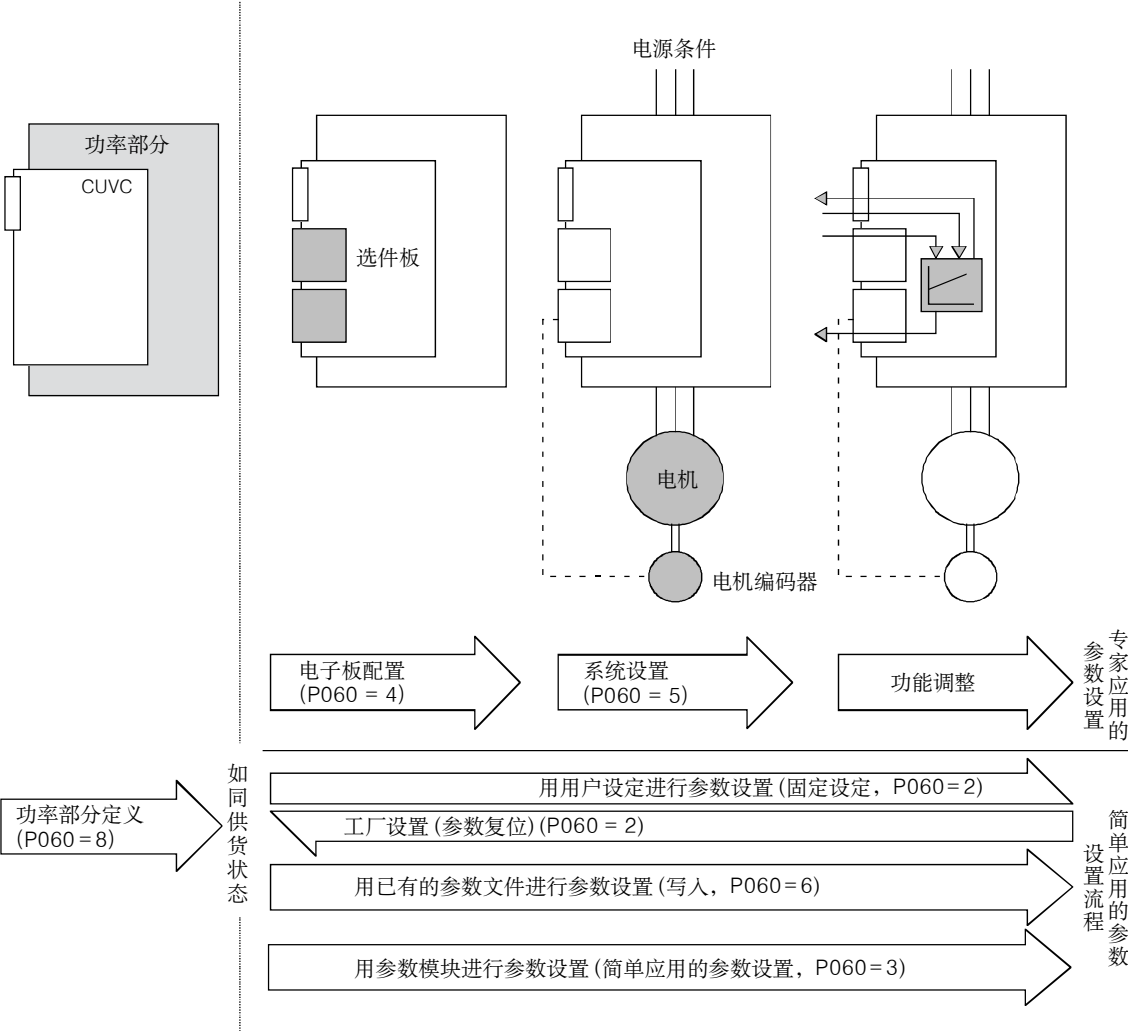 电源条件
功率部分
CUVC
选件板
电机
电机编码器
电子板配置
(P060 = 4)
系统设置
(P060 = 5)
功能调整
专家应用的
参数设置
如同供货状态
功率部分定义
(P060=8)
用用户设定进行参数设置(固定设定，P060=2)
工厂设置(参数复位)(P060 = 2)
用已有的参数文件进行参数设置(写入，P060=6)
用参数模块进行参数设置(简单应用的参数设置，P060=3)
简单应用的参数
设置流程